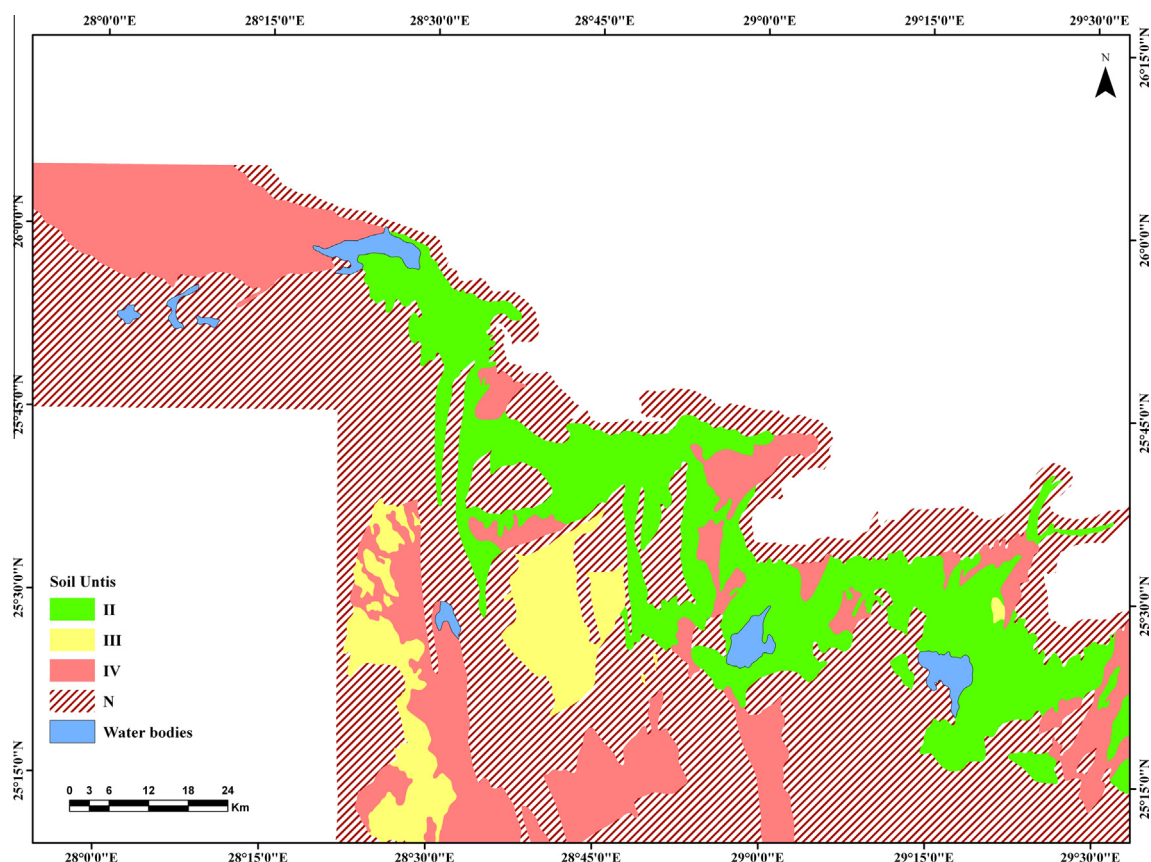 28°0'0"E 28°15'0"E 28°30'0"E 28°45'0"E 29°0'0"E 29°15'0"E 29°30'0"E
26°15'0"N
N
26°0'0"N 26°0'0"N
25°45'0"N 25°45'0"N
25°30'0"N 25°30'0"N
Soil Untis
II
III
IV
N
Water bodies
25°15'0"N 25°15'0"N
0 3 6 12 18 24
Km
28°0'0"E 28°15'0"E 28°30'0"E 28°45'0"E 29°0'0"E 29°15'0"E 29°30'0"E